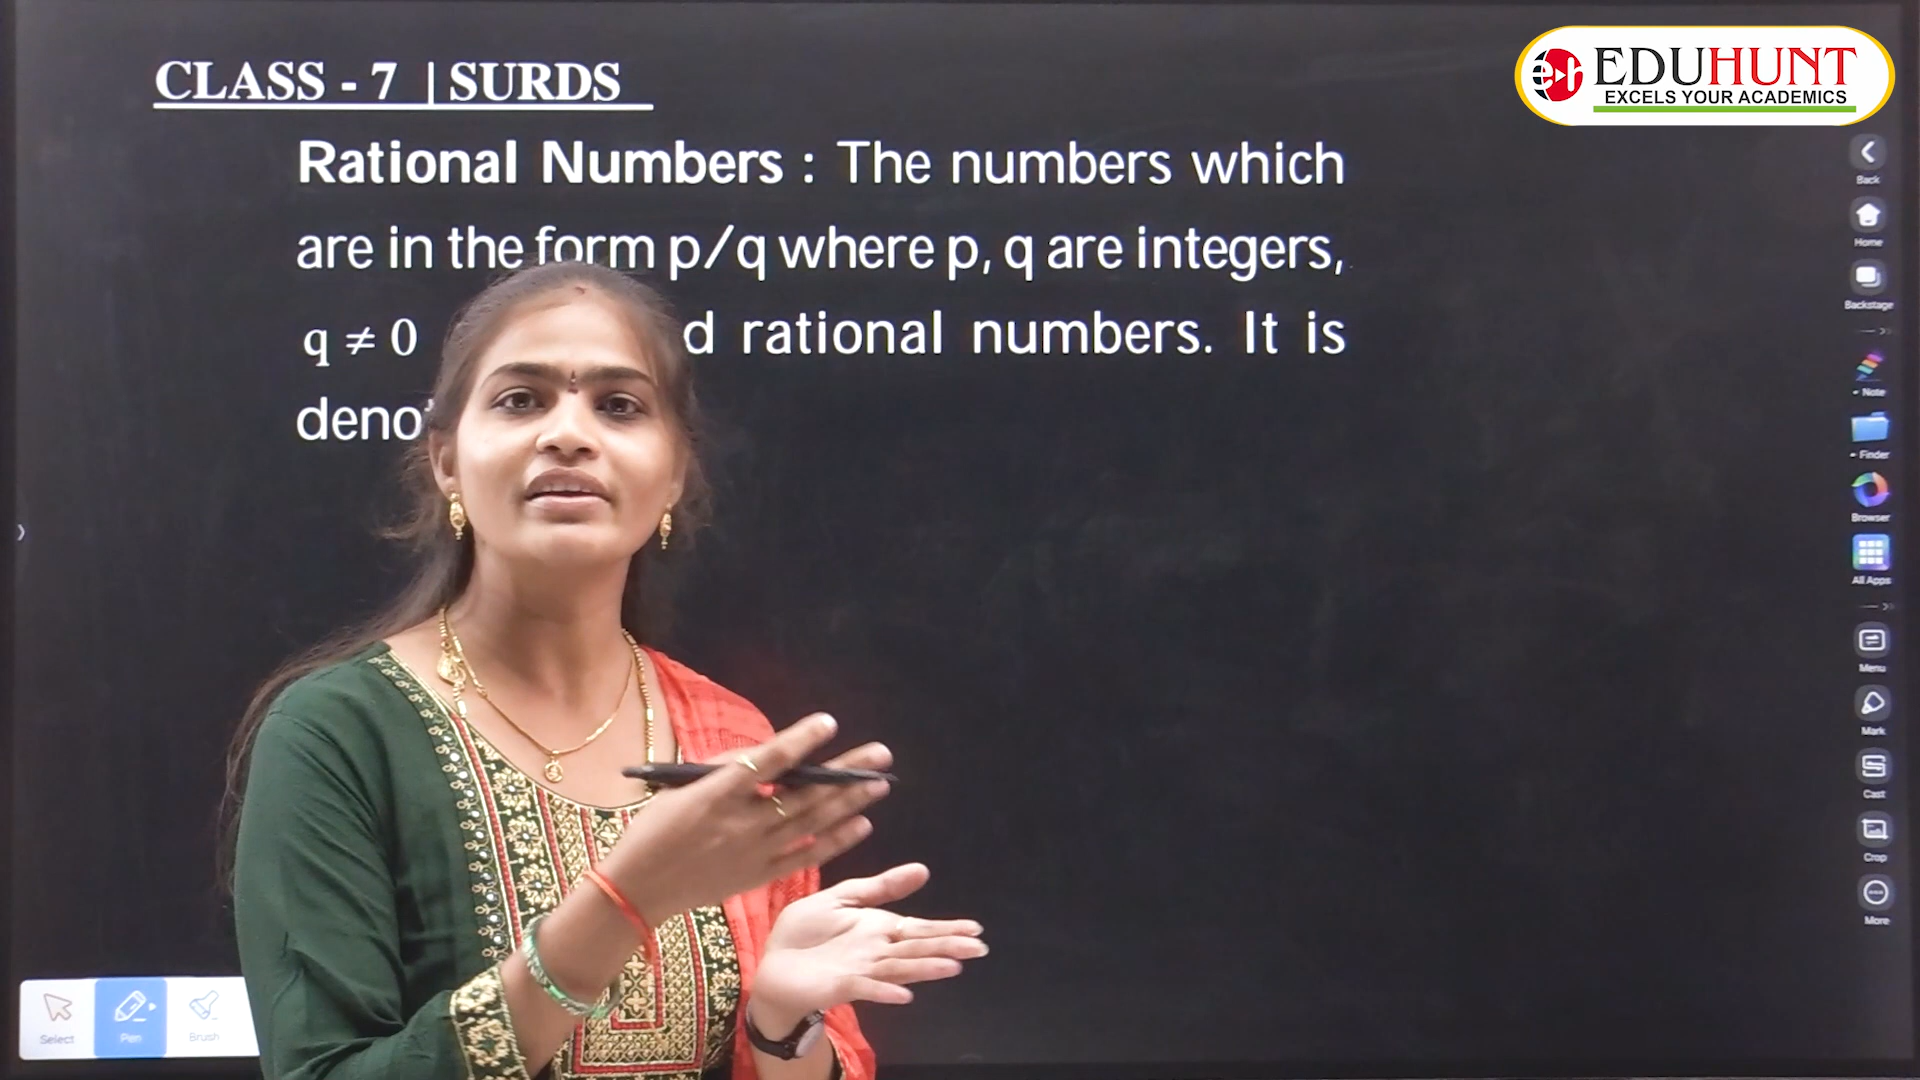 CLASS - 7 | SURDS
EDUHUNT
EXCELS YOUR ACADEMICS
Rational Numbers : The numbers which
are in the form p/q where p, q are integers,
q ≠ 0 rational numbers. It is
Back
Home
Backstage
Note
Finder
Browser
All Apps
Menu
Mark
Cast
Crop
More
Select
Pen
Brush